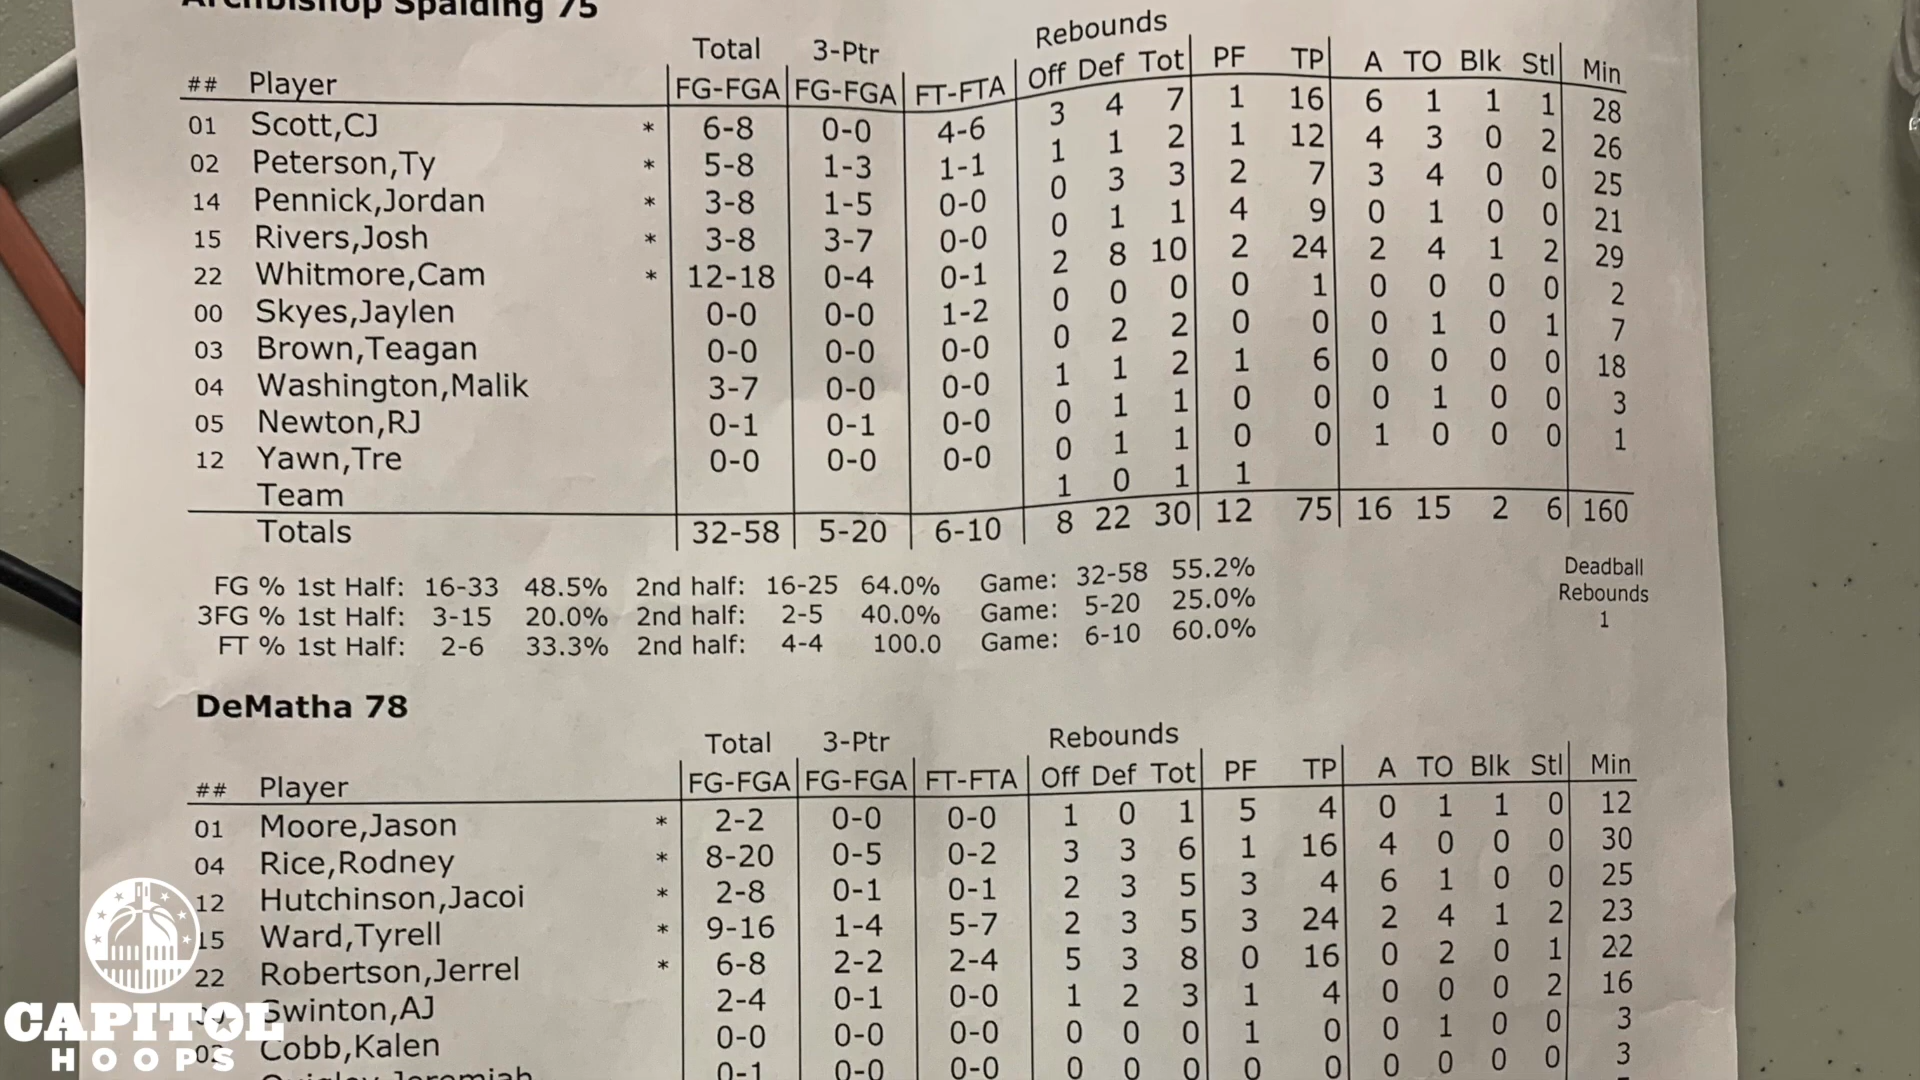 Archbishop Spalding 75
Total 3-Ptr Rebounds
## Player FG-FGA FG-FGA FT-FTA Off Def Tot PF TP A TO Blk Stl Min
01 Scott,CJ * 6-8 0-0 4-6 3 4 7 1 16 6 1 1 1 28
02 Peterson,Ty * 5-8 1-3 1-1 1 1 2 1 12 4 3 0 2 26
14 Pennick,Jordan * 3-8 1-5 0-0 0 3 3 2 7 3 4 0 0 25
15 Rivers,Josh * 3-8 3-7 0-0 0 1 1 4 9 0 1 0 0 21
22 Whitmore,Cam * 12-18 0-4 0-1 2 8 10 2 24 2 4 1 2 29
00 Skyes,Jaylen 0-0 0-0 1-2 0 0 0 0 1 0 0 0 0 2
03 Brown,Teagan 0-0 0-0 0-0 0 2 2 0 0 0 1 0 1 7
04 Washington,Malik 3-7 0-0 0-0 1 1 2 1 6 0 0 0 0 18
05 Newton,RJ 0-1 0-1 0-0 0 1 1 0 0 0 1 0 0 3
12 Yawn,Tre 0-0 0-0 0-0 0 1 1 0 0 1 0 0 0 1
Team 1 0 1 1
Totals 32-58 5-20 6-10 8 22 30 12 75 16 15 2 6 160
FG % 1st Half: 16-33 48.5% 2nd half: 16-25 64.0% Game: 32-58 55.2%
3FG % 1st Half: 3-15 20.0% 2nd half: 2-5 40.0% Game: 5-20 25.0%
FT % 1st Half: 2-6 33.3% 2nd half: 4-4 100.0 Game: 6-10 60.0%
Deadball
Rebounds
1
DeMatha 78
Total 3-Ptr Rebounds
## Player FG-FGA FG-FGA FT-FTA Off Def Tot PF TP A TO Blk Stl Min
01 Moore,Jason * 2-2 0-0 0-0 1 0 1 5 4 0 1 1 0 12
04 Rice,Rodney * 8-20 0-5 0-2 3 3 6 1 16 4 0 0 0 30
12 Hutchinson,Jacoi * 2-8 0-1 0-1 2 3 5 3 4 6 1 0 0 25
15 Ward,Tyrell * 9-16 1-4 5-7 2 3 5 3 24 2 4 1 2 23
22 Robertson,Jerrel * 6-8 2-2 2-4 5 3 8 0 16 0 2 0 1 22
Swinton,AJ 2-4 0-1 0-0 1 2 3 1 4 0 0 0 2 16
Cobb,Kalen 0-0 0-0 0-0 0 0 0 1 0 0 1 0 0 3
Quigley,Jeremiah 0-1 0-0 0-0 0 0 0 0 0 0 0 0 0 3
CAPITOL
HOOPS